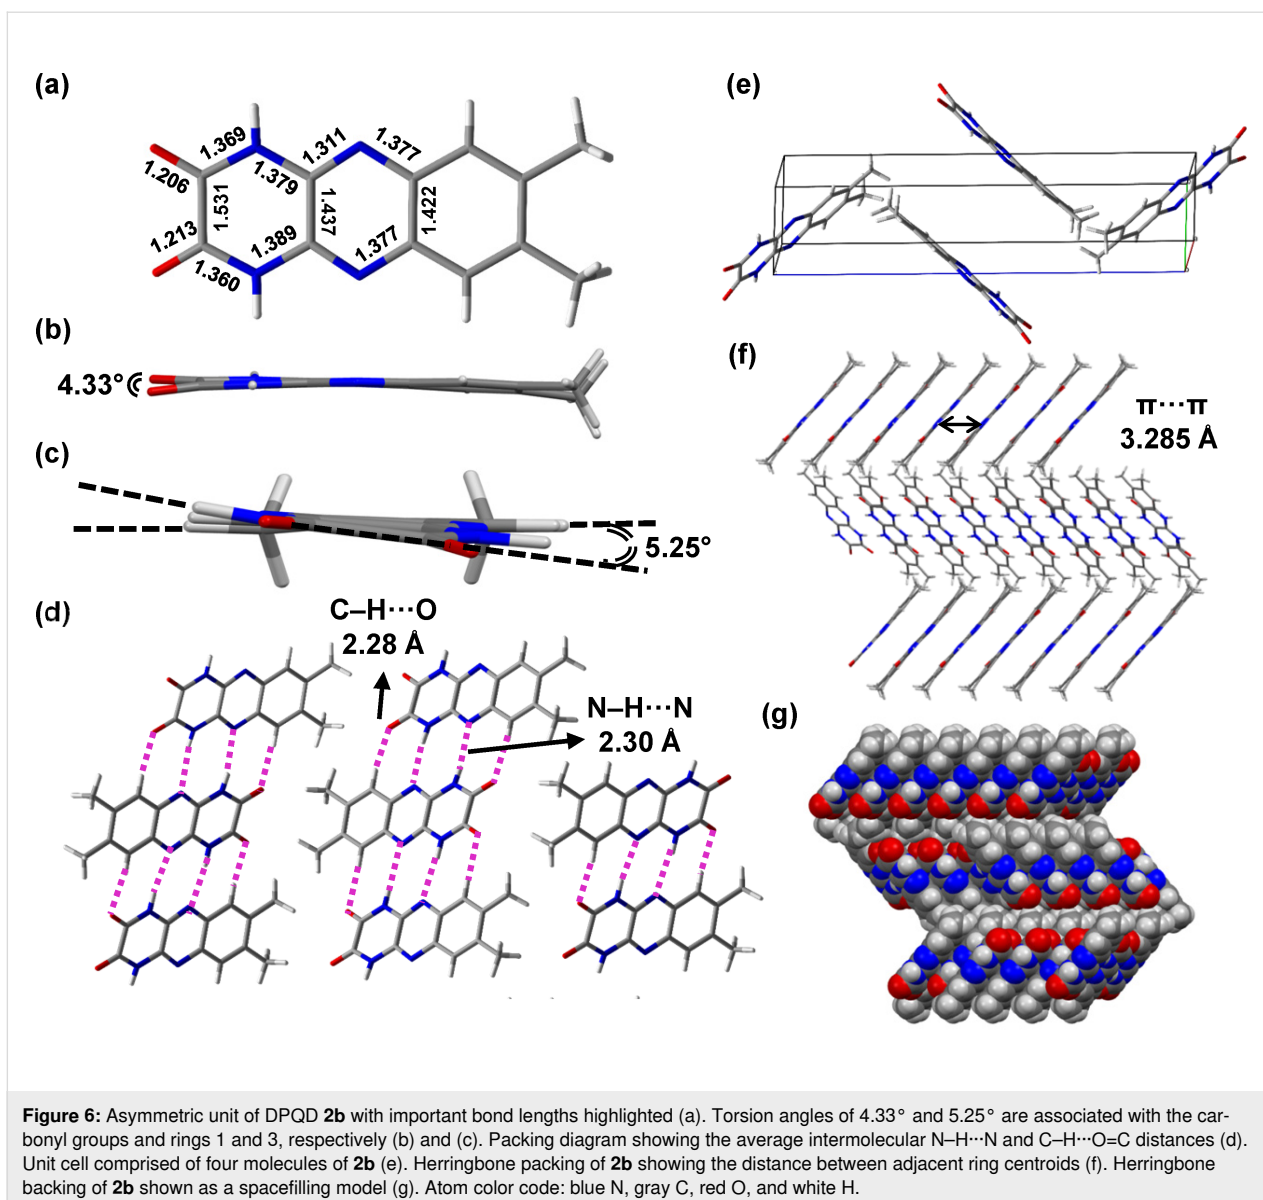 (a)
1.369
1.311
1.377
1.206
1.379
1.531
1.437
1.422
1.213
1.389
1.377
1.360
(b)
4.33°
(c)
5.25°
(d)
C–H···O
2.28 Å
N–H···N
2.30 Å
(e)
(f)
π···π
3.285 Å
(g)
Figure 6: Asymmetric unit of DPQD 2b with important bond lengths highlighted (a). Torsion angles of 4.33° and 5.25° are associated with the car-
bonyl groups and rings 1 and 3, respectively (b) and (c). Packing diagram showing the average intermolecular N–H···N and C–H···O=C distances (d).
Unit cell comprised of four molecules of 2b (e). Herringbone packing of 2b showing the distance between adjacent ring centroids (f). Herringbone
backing of 2b shown as a spacefilling model (g). Atom color code: blue N, gray C, red O, and white H.